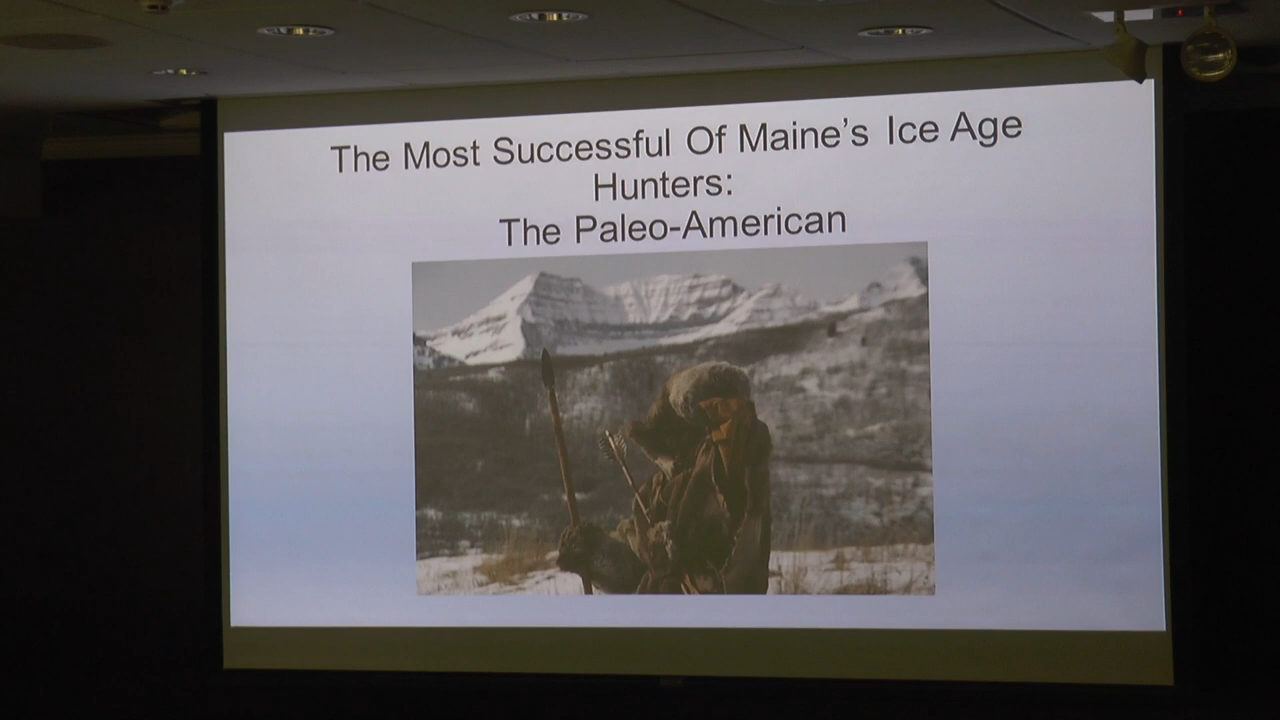 The Most Successful Of Maine's Ice Age
Hunters:
The Paleo-American